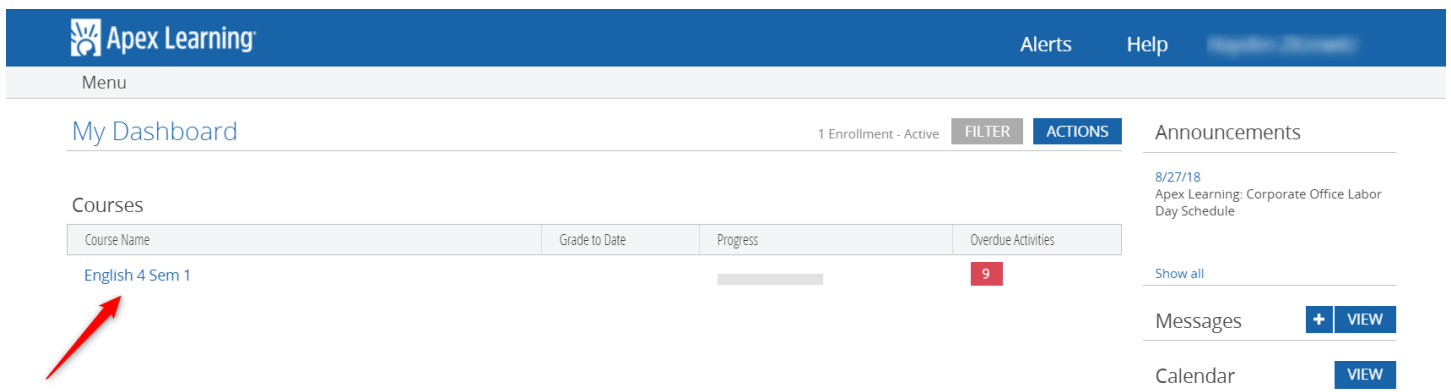 Apex Learning
Alerts Help
Menu
My Dashboard
1 Enrollment - Active FILTER ACTIONS
Announcements
8/27/18
Apex Learning: Corporate Office Labor
Day Schedule
Show all
Courses
Course Name Grade to Date Progress Overdue Activities
English 4 Sem 1 9
Messages + VIEW
Calendar VIEW